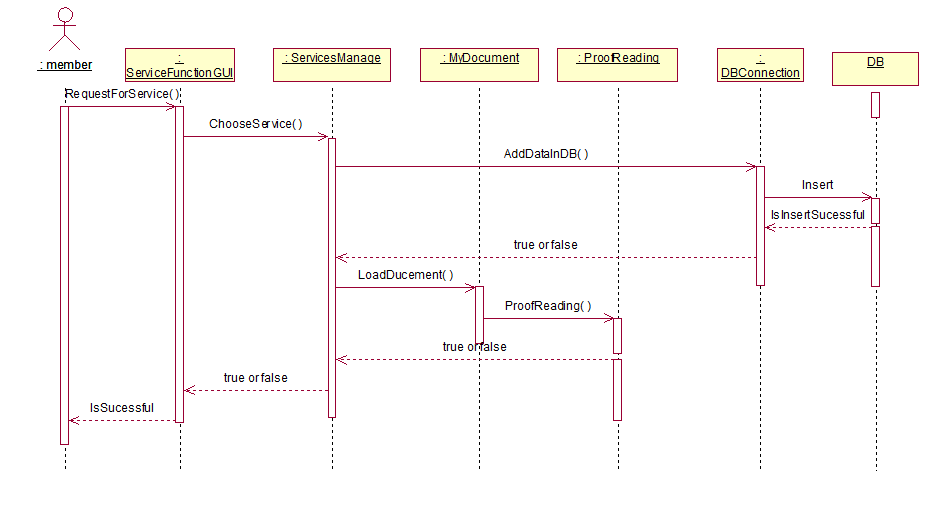 : member
:
ServiceFunctionGUI
: ServicesManage
: MyDocument
: ProofReading
:
DBConnection
DB
RequestForService( )
ChooseService( )
AddDataInDB( )
Insert
IsInsertSucessful
true or false
LoadDucement( )
ProofReading( )
true or false
true or false
IsSucessful